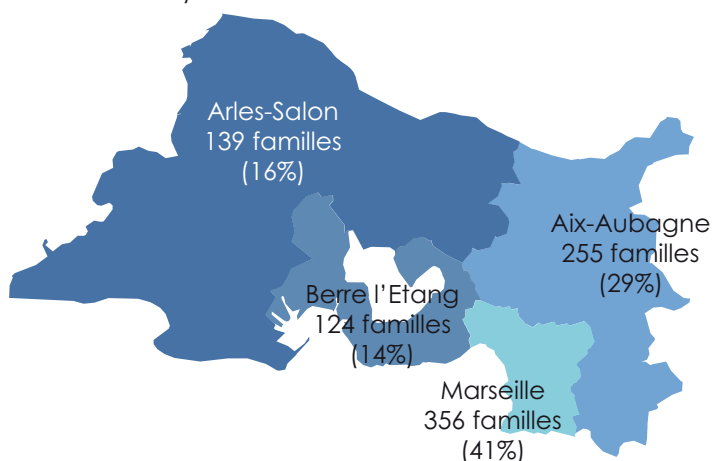 Arles-Salon
139 familles
(16%)
Aix-Aubagne
255 familles
(29%)
Berre l’Etang
124 familles
(14%)
Marseille
356 familles
(41%)